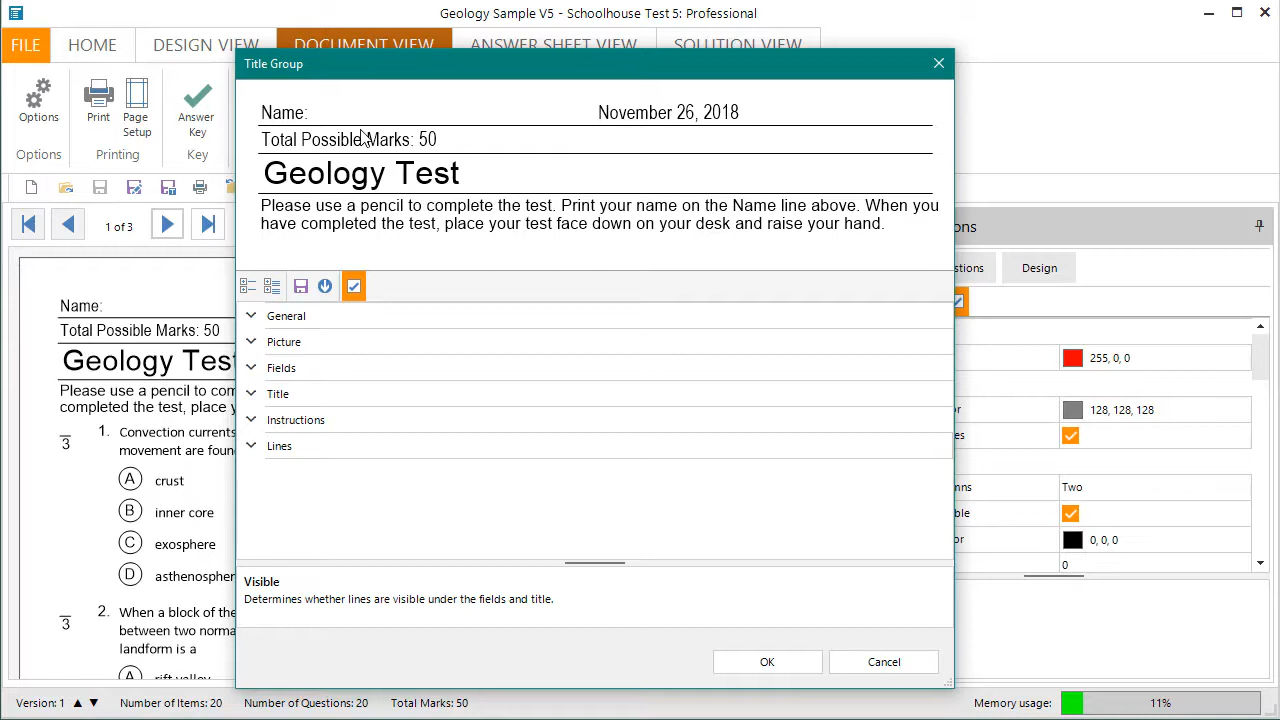 Geology Sample V5 - Schoolhouse Test 5: Professional
FILE
HOME
DESIGN VIEW
DOCUMENT VIEW
ANSWER SHEET VIEW
SOLUTION VIEW
Options
Print
Page Setup
Answer Key
Options
Printing
Key
1 of 3
Title Group
Name:
November 26, 2018
Total Possible Marks: 50
Geology Test
Please use a pencil to complete the test. Print your name on the Name line above. When you
have completed the test, place your test face down on your desk and raise your hand.
General
Picture
Fields
Title
Instructions
Lines
Visible
Determines whether lines are visible under the fields and title.
OK
Cancel
Name:
Total Possible Marks: 50
Geology Tes
Please use a pencil to com
completed the test, place y
3
1. Convection currents
movement are foun
A crust
B inner core
C exosphere
D asthenospher
3
2. When a block of the
between two norma
landform is a
A rift valley
ons
stions
Design
255, 0, 0
or
128, 128, 128
es
mns
Two
ble
or
0, 0, 0
0
Version: 1
Number of Items: 20
Number of Questions: 20
Total Marks: 50
Memory usage:
11%